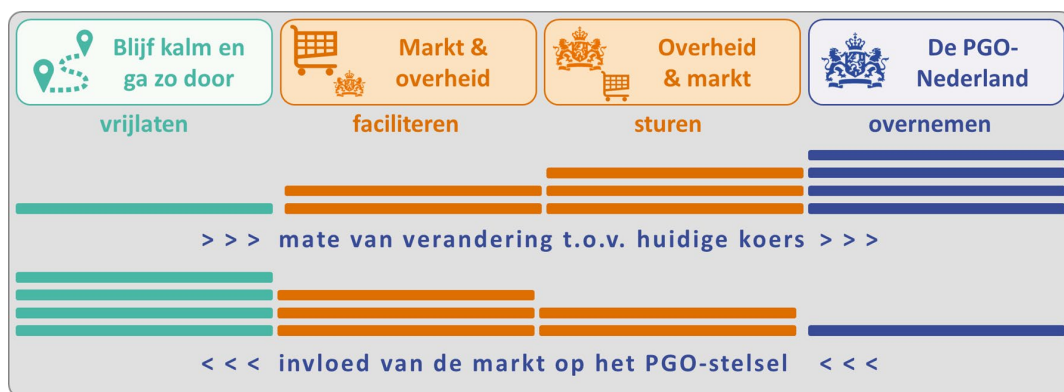 Blijf kalm en
ga zo door
Markt &
overheid
Overheid
& markt
De PGO-
Nederland
vrijlaten
faciliteren
sturen
overnemen
> > > mate van verandering t.o.v. huidige koers > > >
< < < invloed van de markt op het PGO-stelsel < < <